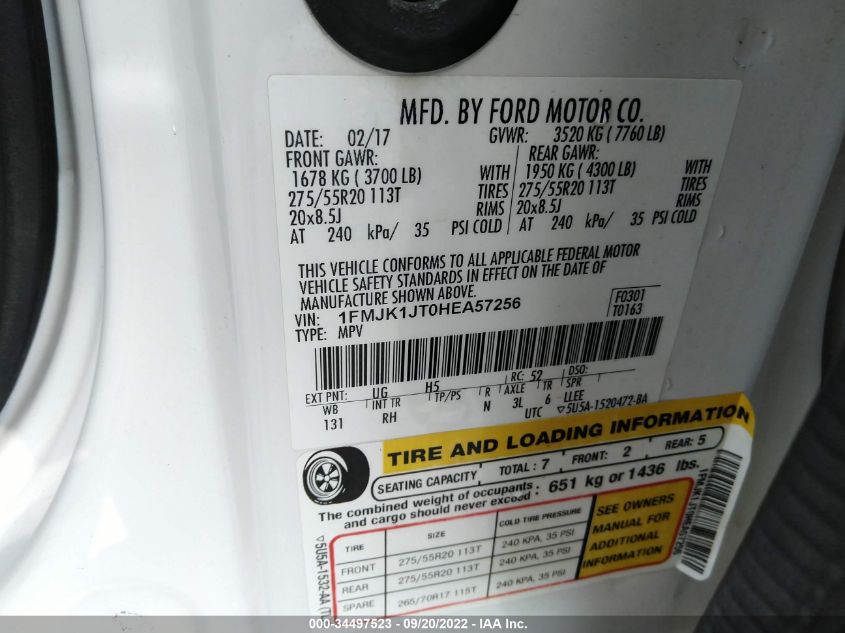 MFD. BY FORD MOTOR CO.
DATE: 02/17 GVWR: 3520 KG ( 7760 LB)
FRONT GAWR: REAR GAWR:
1678 KG ( 3700 LB) WITH 1950 KG ( 4300 LB) WITH
275/55R20 113T TIRES 275/55R20 113T TIRES
20x8.5J RIMS 20x8.5J RIMS
AT 240 kPa/ 35 PSI COLD AT 240 kPa/ 35 PSI COLD
THIS VEHICLE CONFORMS TO ALL APPLICABLE FEDERAL MOTOR
VEHICLE SAFETY STANDARDS IN EFFECT ON THE DATE OF
MANUFACTURE SHOWN ABOVE.
VIN: 1FMJK1JT0HEA57256 F0301
TYPE: MPV T0163
EXT PNT: UG H5 RC: 52 DSO:
WB INT TR TP/PS R AXLE TR SPR
131 RH N 3L 6 LLEE
UTC ▽5U5A-1520472-BA
TIRE AND LOADING INFORMATION
SEATING CAPACITY TOTAL: 7 FRONT: 2 REAR: 5
The combined weight of occupants and cargo should never exceed: 651 kg or 1436 lbs.
TIRE SIZE COLD TIRE PRESSURE
FRONT 275/55R20 113T 240 KPA, 35 PSI
REAR 275/55R20 113T 240 KPA, 35 PSI
SPARE 265/70R17 115T 240 KPA, 35 PSI
SEE OWNERS
MANUAL FOR
ADDITIONAL
INFORMATION
▽5U5A-1532-AA
1FMJK1JT0HEA57256
000-34497523 - 09/20/2022 - IAA Inc.